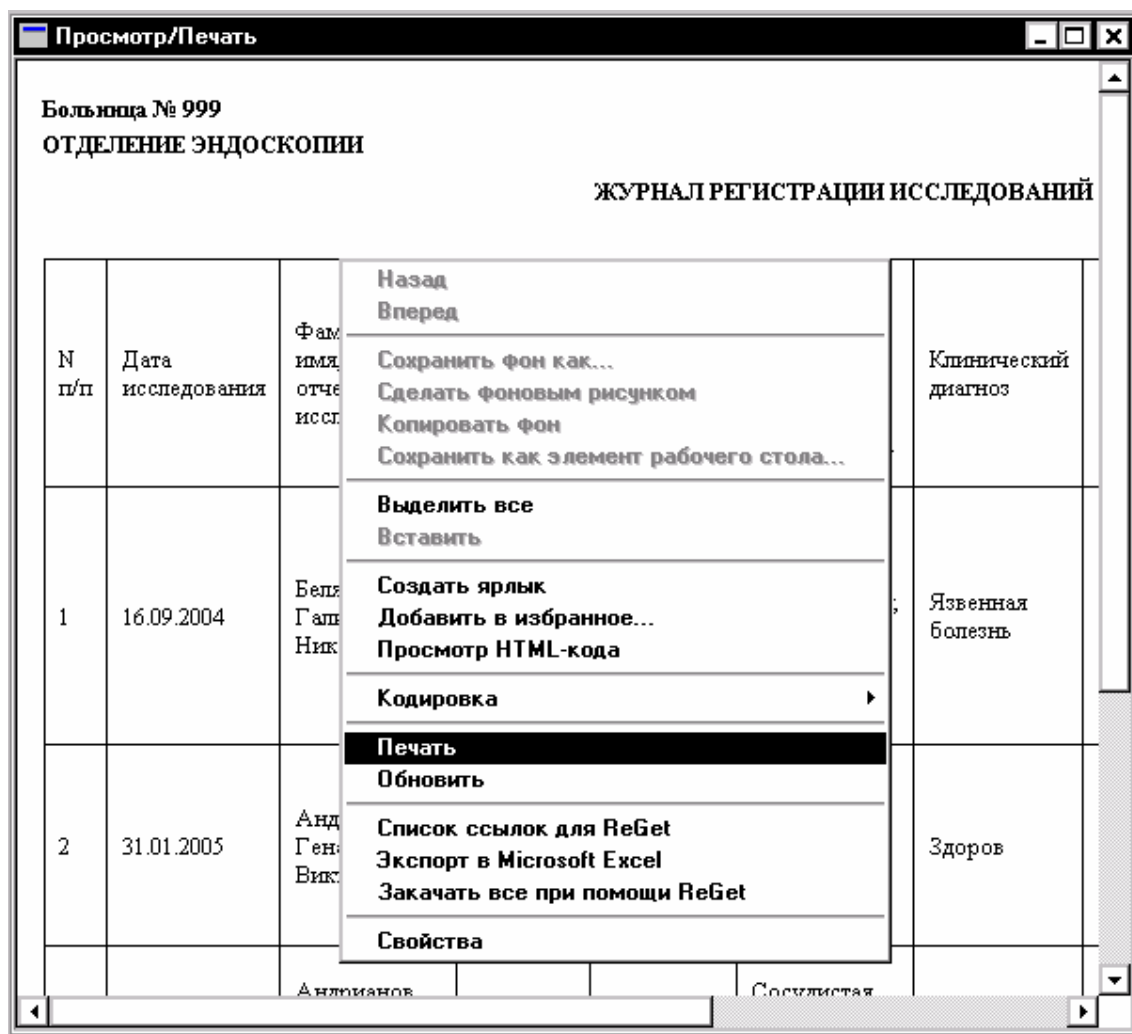 Просмотр/Печать
Больница № 999
ОТДЕЛЕНИЕ ЭНДОСКОПИИ
ЖУРНАЛ РЕГИСТРАЦИИ ИССЛЕДОВАНИЙ
N
п/п
Дата
исследования
Клинический
диагноз
1
16.09.2004
Язвенная
болезнь
2
31.01.2005
Здоров
Андрианов
Сосудистая
Назад
Вперед
Сохранить фон как...
Сделать фоновым рисунком
Копировать фон
Сохранить как элемент рабочего стола...
Выделить все
Вставить
Создать ярлык
Добавить в избранное...
Просмотр HTML-кода
Кодировка
Печать
Обновить
Список ссылок для ReGet
Экспорт в Microsoft Excel
Закачать все при помощи ReGet
Свойства